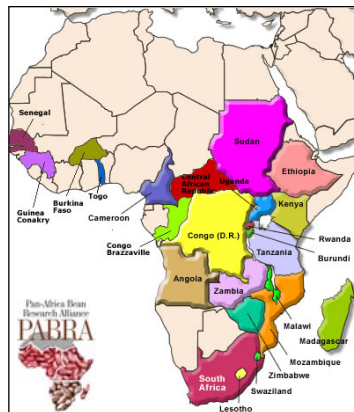 Senegal
Sudan
Guinea
Conakry
Burkina
Faso
Togo
Cameroon
Central
African
Republic
Uganda
Ethiopia
Kenya
Congo
Brazzaville
Congo (D.R.)
Rwanda
Burundi
Tanzania
Angola
Zambia
Malawi
Madagascar
Mozambique
Zimbabwe
South
Africa
Swaziland
Lesotho
Pan-Africa Bean
Research Alliance
PABRA